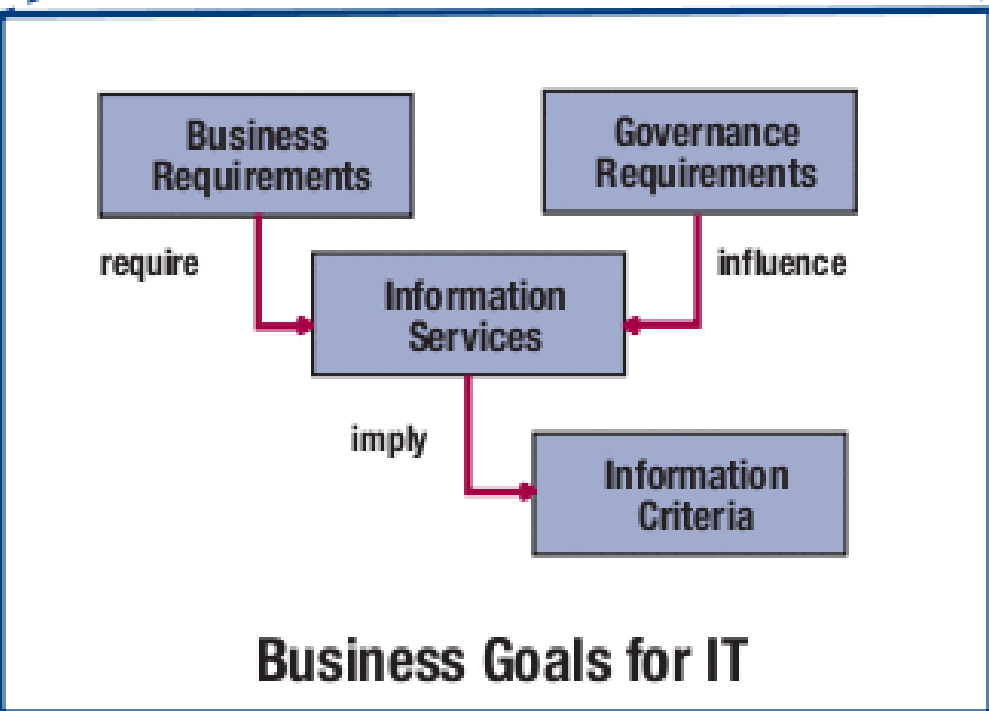 Business
Requirements
Governance
Requirements
require
influence
Information
Services
imply
Information
Criteria
Business Goals for IT